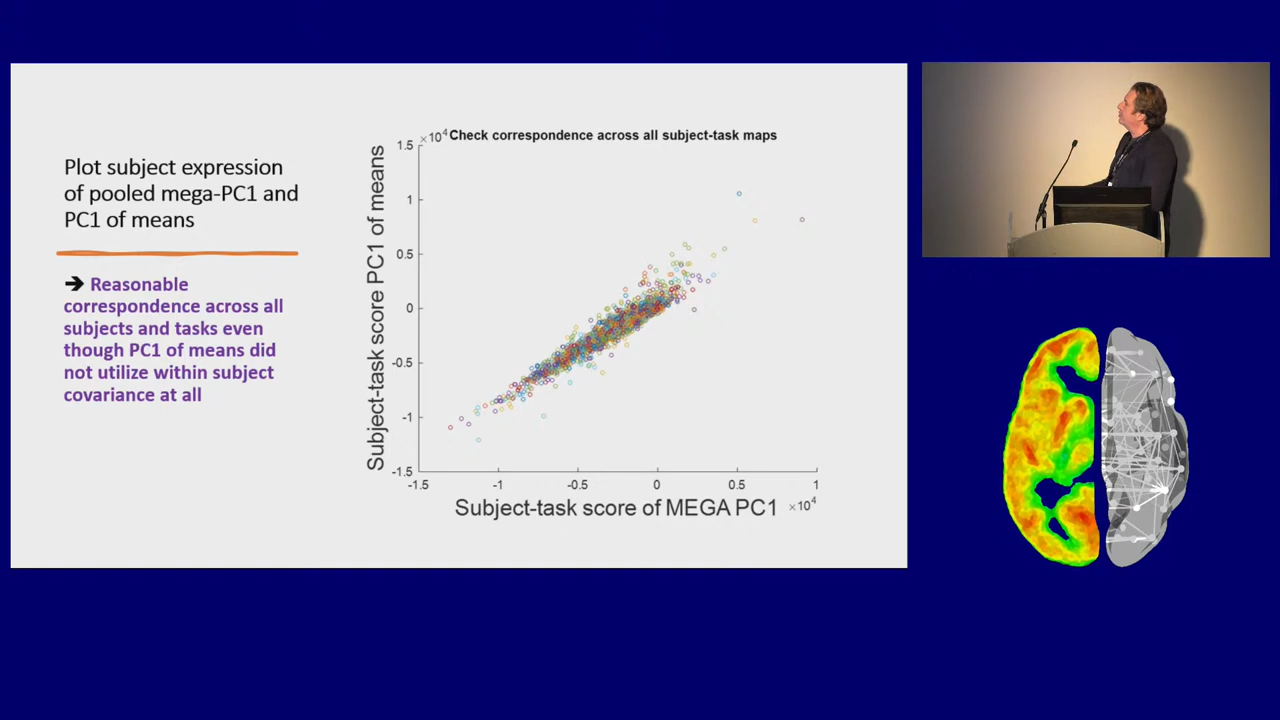 Plot subject expression
of pooled mega-PC1 and
PC1 of means
➔ Reasonable
correspondence across all
subjects and tasks even
though PC1 of means did
not utilize within subject
covariance at all
×10⁴ Check correspondence across all subject-task maps
Subject-task score PC1 of means
1.5
1
0.5
0
-0.5
-1
-1.5
-1.5 -1 -0.5 0 0.5 1
Subject-task score of MEGA PC1 ×10⁴